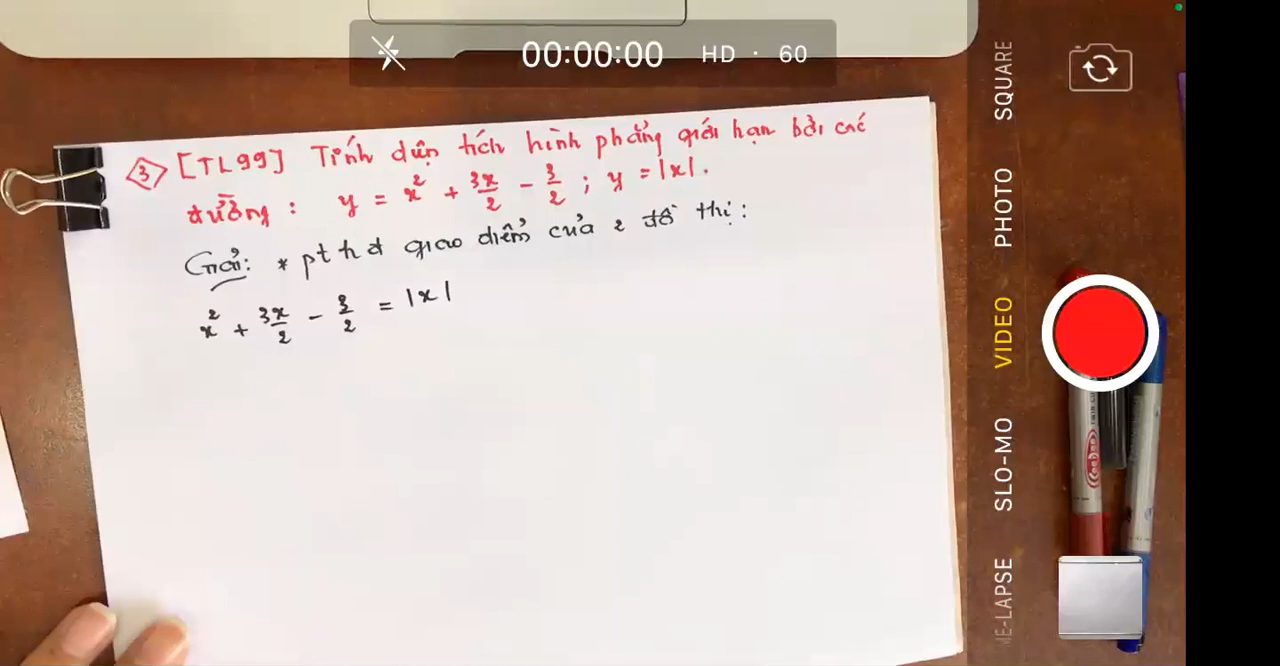 00:00:00 HD · 60
3 [TL99] Tính diện tích hình phẳng giới hạn bởi các
đường: y = x² + 3x/2 - 3/2 ; y = |x|.
Giải: * pt h đ giao điểm của 2 đồ thị:
x² + 3x/2 - 3/2 = |x|
SQUARE
PHOTO
VIDEO
SLO-MO
ME-LAPSE